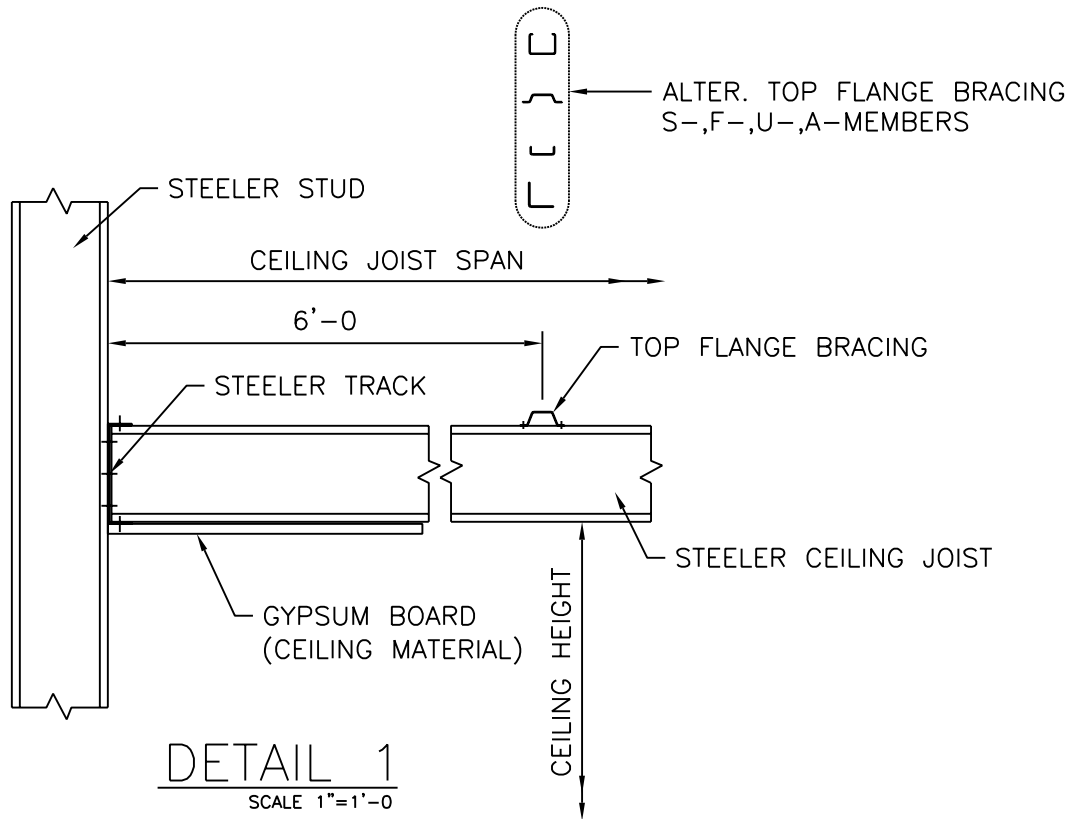 ALTER. TOP FLANGE BRACING
S-,F-,U-,A-MEMBERS
STEELER STUD
CEILING JOIST SPAN
6'-0
TOP FLANGE BRACING
STEELER TRACK
STEELER CEILING JOIST
GYPSUM BOARD
(CEILING MATERIAL)
CEILING HEIGHT
DETAIL 1
SCALE 1"=1'-0